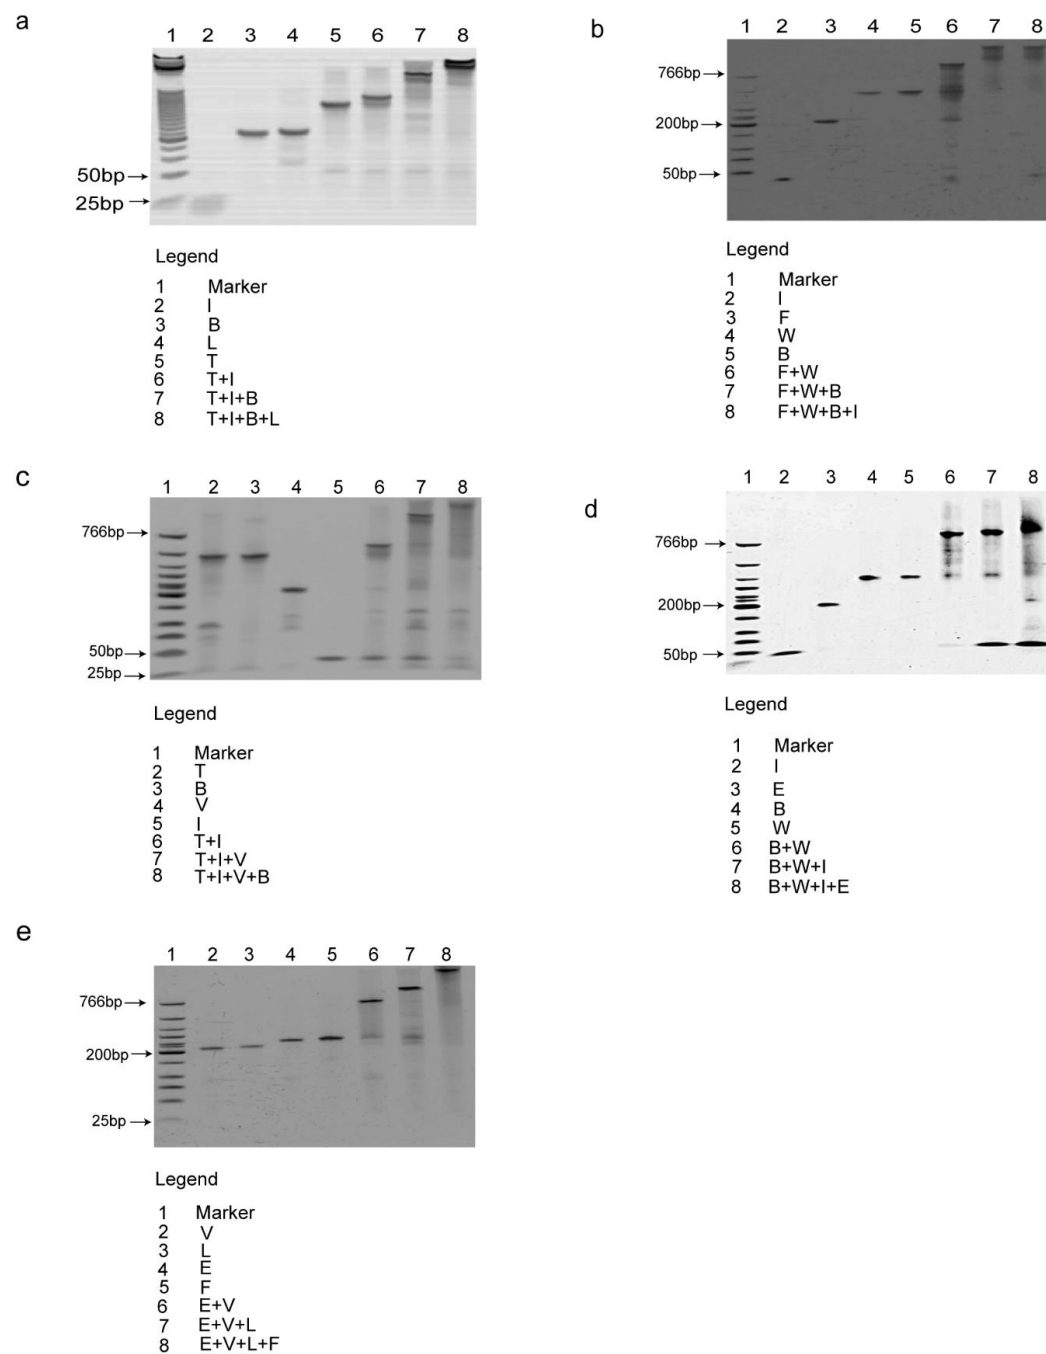 a
1 2 3 4 5 6 7 8
50bp
25bp
Legend
1 Marker
2 I
3 B
4 L
5 T
6 T+I
7 T+I+B
8 T+I+B+L
b
1 2 3 4 5 6 7 8
766bp
200bp
50bp
Legend
1 Marker
2 I
3 F
4 W
5 B
6 F+W
7 F+W+B
8 F+W+B+I
c
1 2 3 4 5 6 7 8
766bp
50bp
25bp
Legend
1 Marker
2 T
3 B
4 V
5 I
6 T+I
7 T+I+V
8 T+I+V+B
d
1 2 3 4 5 6 7 8
766bp
200bp
50bp
Legend
1 Marker
2 I
3 E
4 B
5 W
6 B+W
7 B+W+I
8 B+W+I+E
e
1 2 3 4 5 6 7 8
766bp
200bp
25bp
Legend
1 Marker
2 V
3 L
4 E
5 F
6 E+V
7 E+V+L
8 E+V+L+F